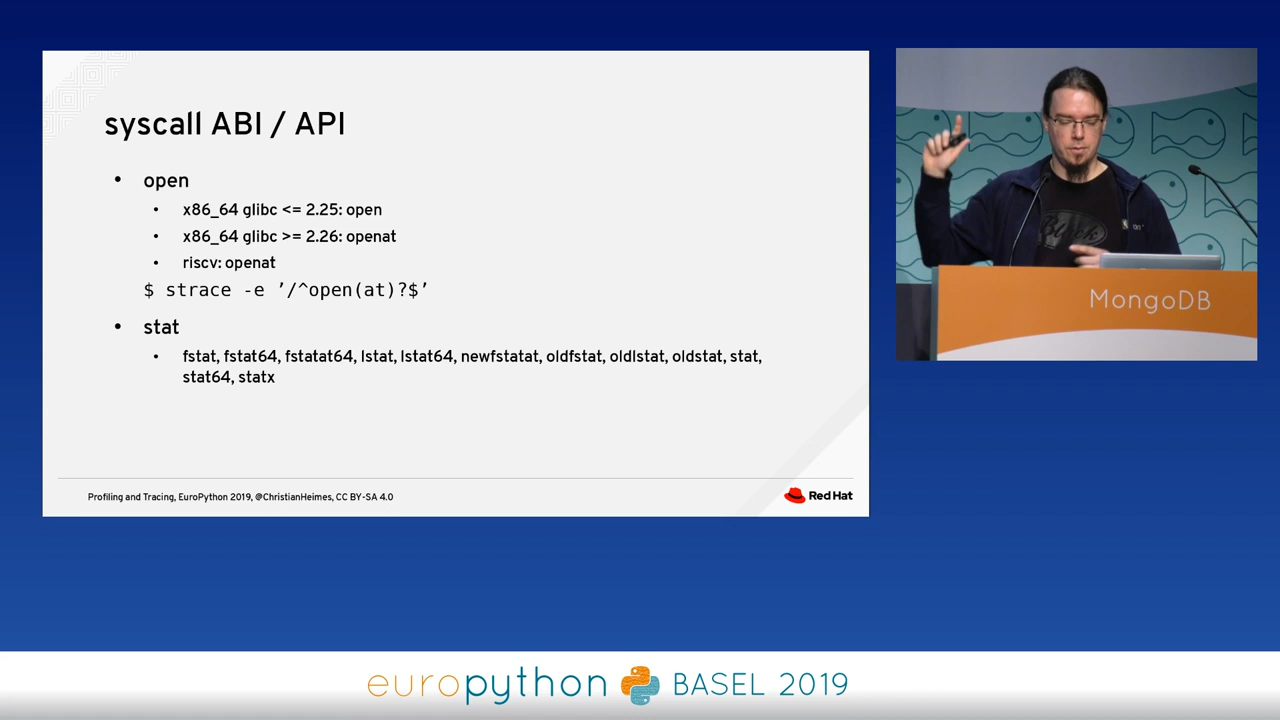 syscall ABI / API
• open
• x86_64 glibc <= 2.25: open
• x86_64 glibc >= 2.26: openat
• riscv: openat
$ strace -e ’/^open(at)?$’
• stat
• fstat, fstat64, fstatat64, lstat, lstat64, newfstatat, oldfstat, oldlstat, oldstat, stat,
stat64, statx
Profiling and Tracing, EuroPython 2019, @ChristianHeimes, CC BY-SA 4.0
Red Hat
MongoDB
europython BASEL 2019